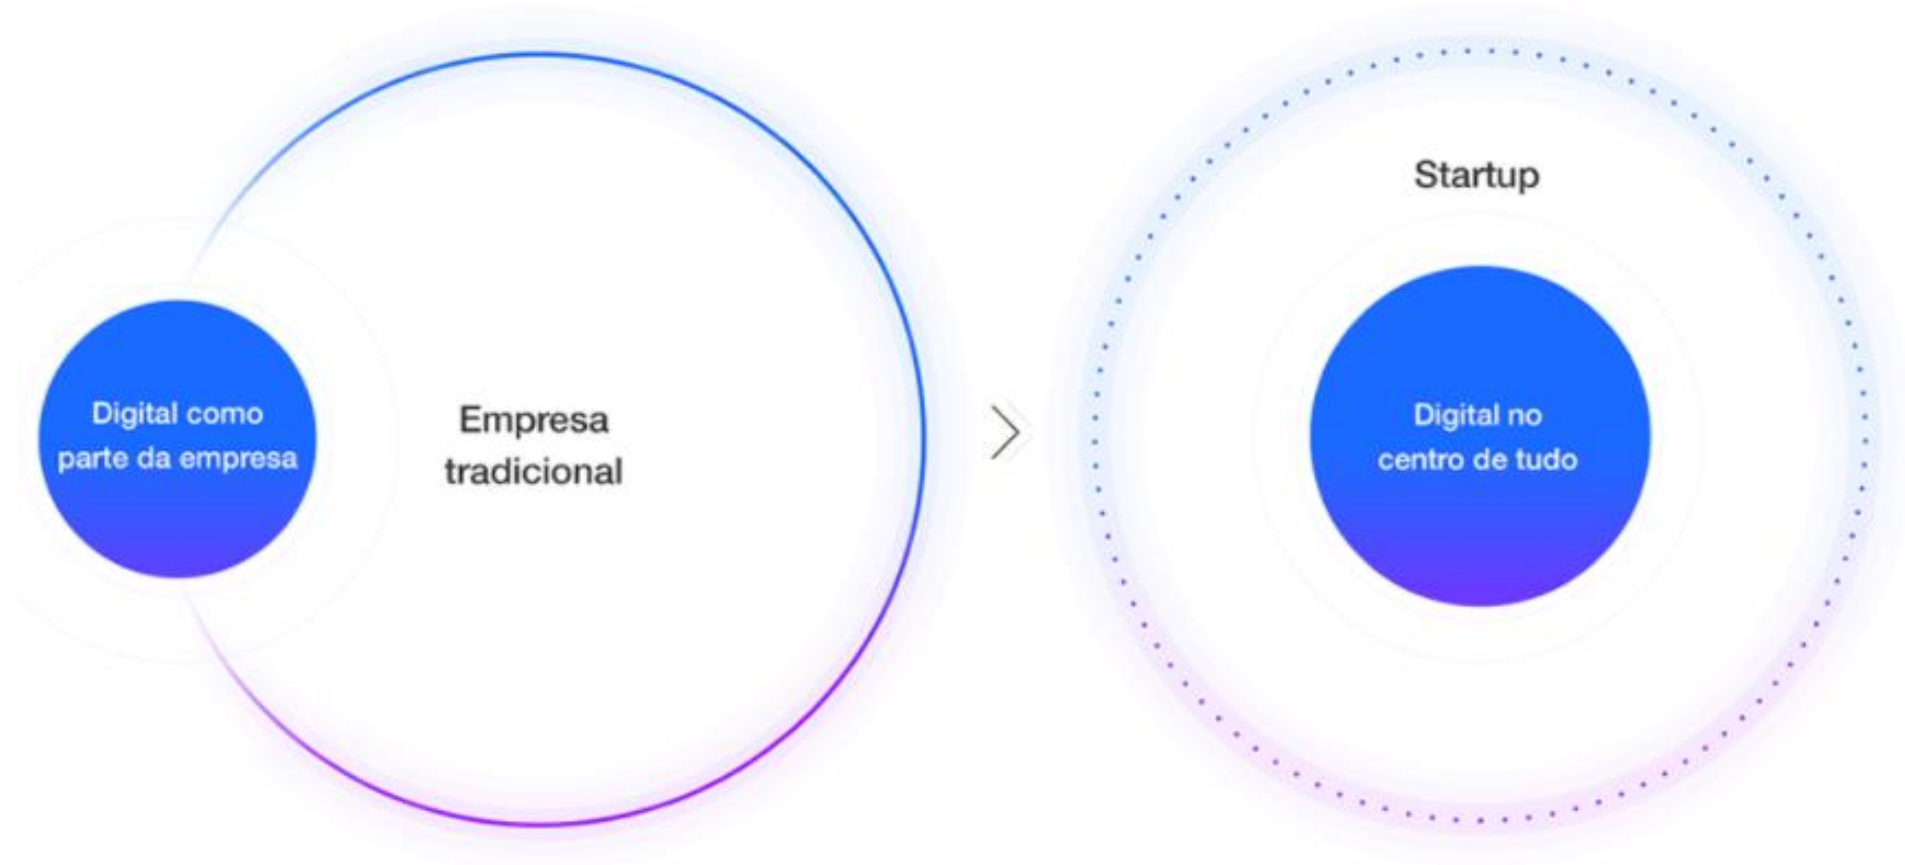 Digital como
parte da empresa
Empresa
tradicional
Startup
Digital no
centro de tudo